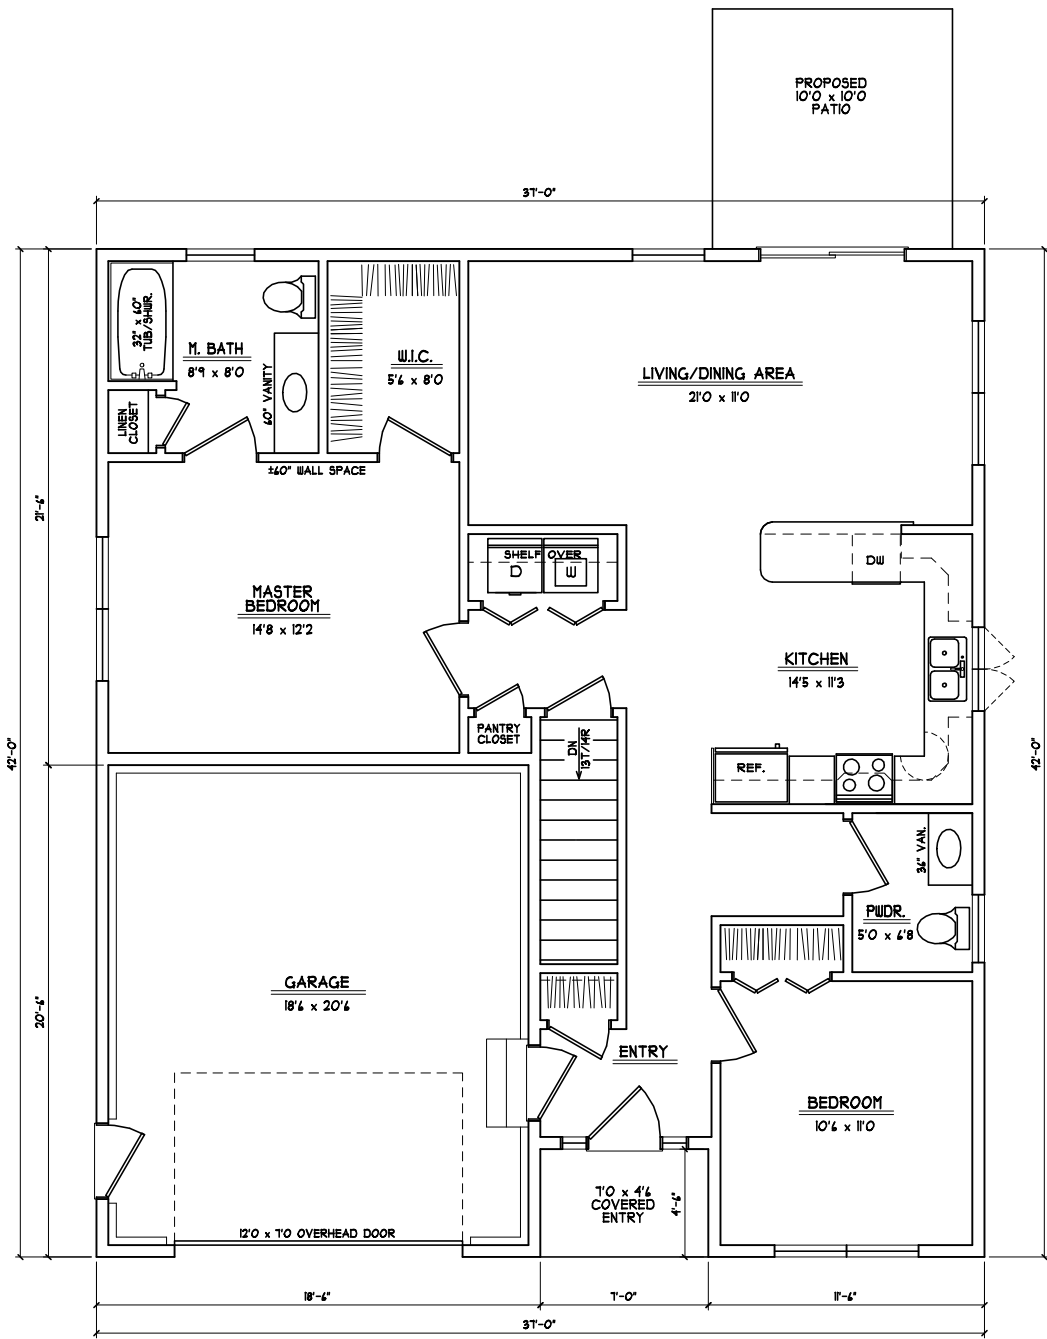 PROPOSED
10'0 x 10'0
PATIO
37'-0"
32" x 60"
TUB/SHWR.
M. BATH
8'9 x 8'0
60" VANITY
LINEN
CLOSET
W.I.C.
5'6 x 8'0
LIVING/DINING AREA
21'0 x 11'0
±60" WALL SPACE
21'-6"
SHELF OVER
D
W
DW
MASTER
BEDROOM
14'8 x 12'2
KITCHEN
14'5 x 11'3
PANTRY
CLOSET
DN
13T/14R
REF.
42'-0"
42'-0"
36" VAN.
PWDR.
5'0 x 6'8
GARAGE
18'6 x 20'6
20'-6"
ENTRY
BEDROOM
10'6 x 11'0
7'0 x 4'6
COVERED
ENTRY
4'-6"
12'0 x 7'0 OVERHEAD DOOR
18'-6"
7'-0"
11'-6"
37'-0"